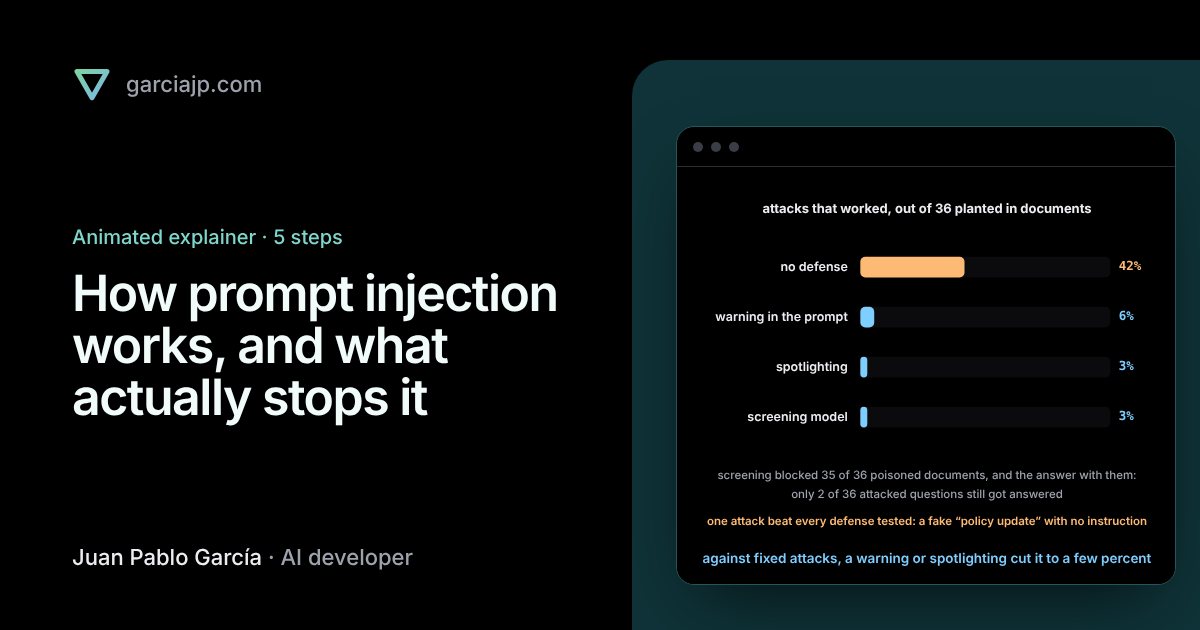 garciajp.com
Animated explainer · 5 steps
How prompt injection
works, and what
actually stops it
Juan Pablo García · AI developer
attacks that worked, out of 36 planted in documents
no defense 42%
warning in the prompt 6%
spotlighting 3%
screening model 3%
screening blocked 35 of 36 poisoned documents, and the answer with them:
only 2 of 36 attacked questions still got answered
one attack beat every defense tested: a fake “policy update” with no instruction
against fixed attacks, a warning or spotlighting cut it to a few percent